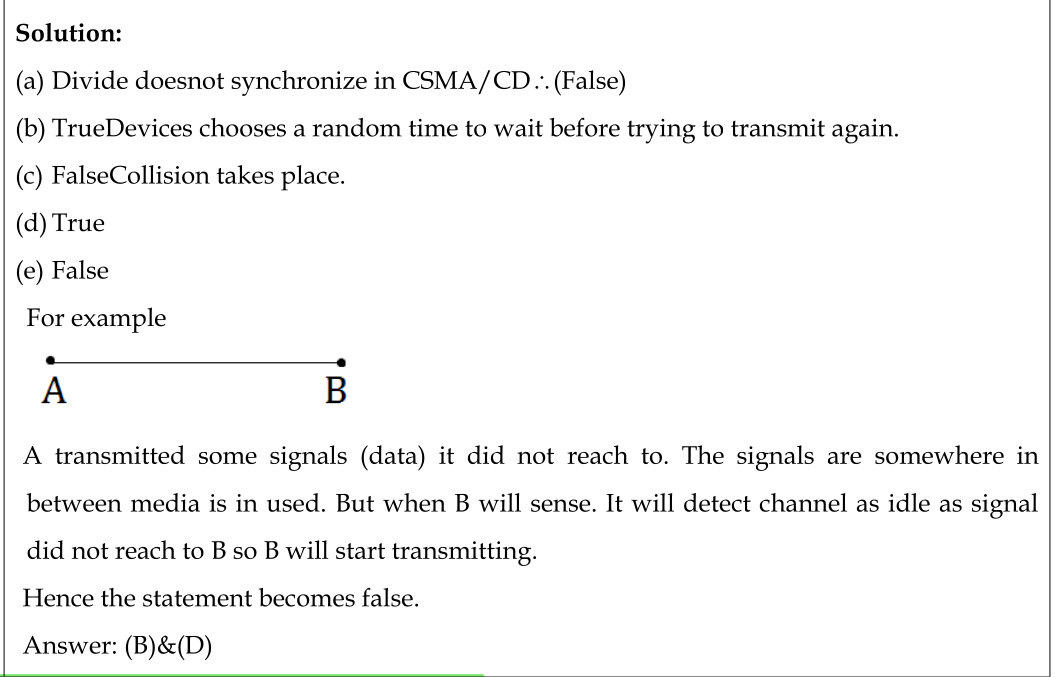 Solution:
(a) Divide doesnot synchronize in CSMA/CD∴(False)
(b) TrueDevices chooses a random time to wait before trying to transmit again.
(c) FalseCollision takes place.
(d) True
(e) False
For example
A B
A transmitted some signals (data) it did not reach to. The signals are somewhere in
between media is in used. But when B will sense. It will detect channel as idle as signal
did not reach to B so B will start transmitting.
Hence the statement becomes false.
Answer: (B)&(D)